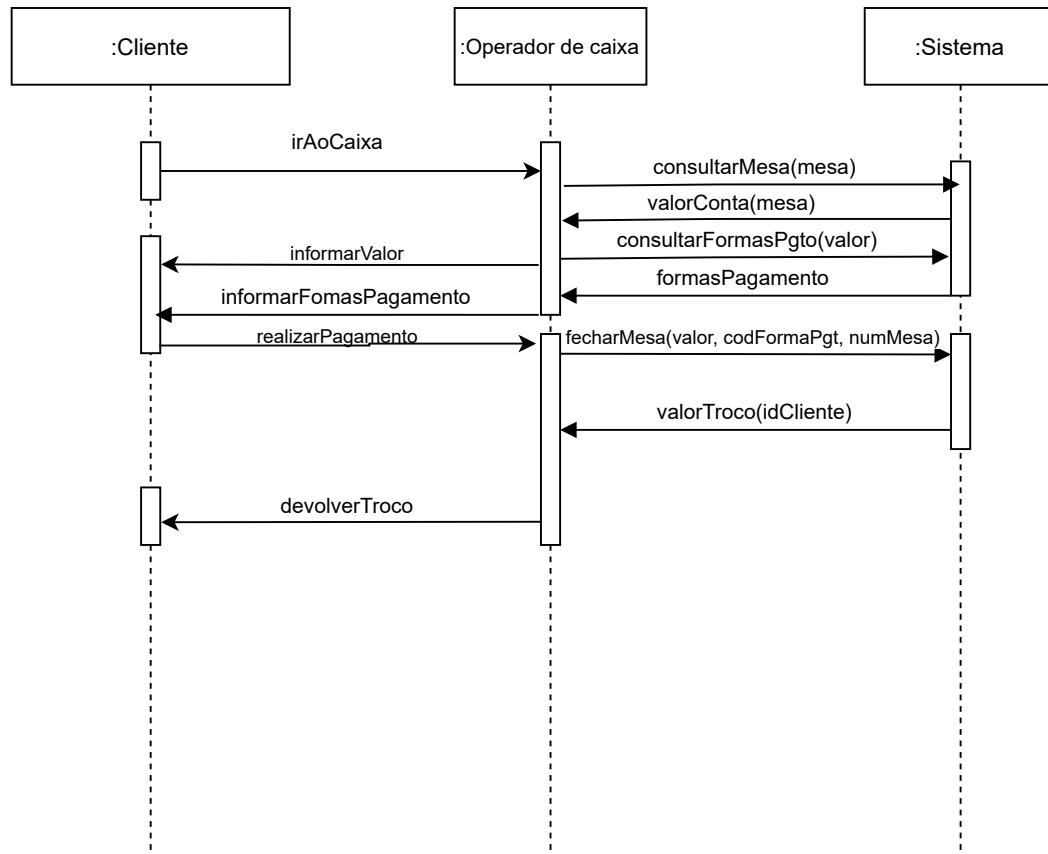 :Cliente
:Operador de caixa
:Sistema
irAoCaixa
consultarMesa(mesa)
valorConta(mesa)
informarValor
consultarFormasPgto(valor)
informarFomasPagamento
formasPagamento
realizarPagamento
fecharMesa(valor, codFormaPgt, numMesa)
valorTroco(idCliente)
devolverTroco